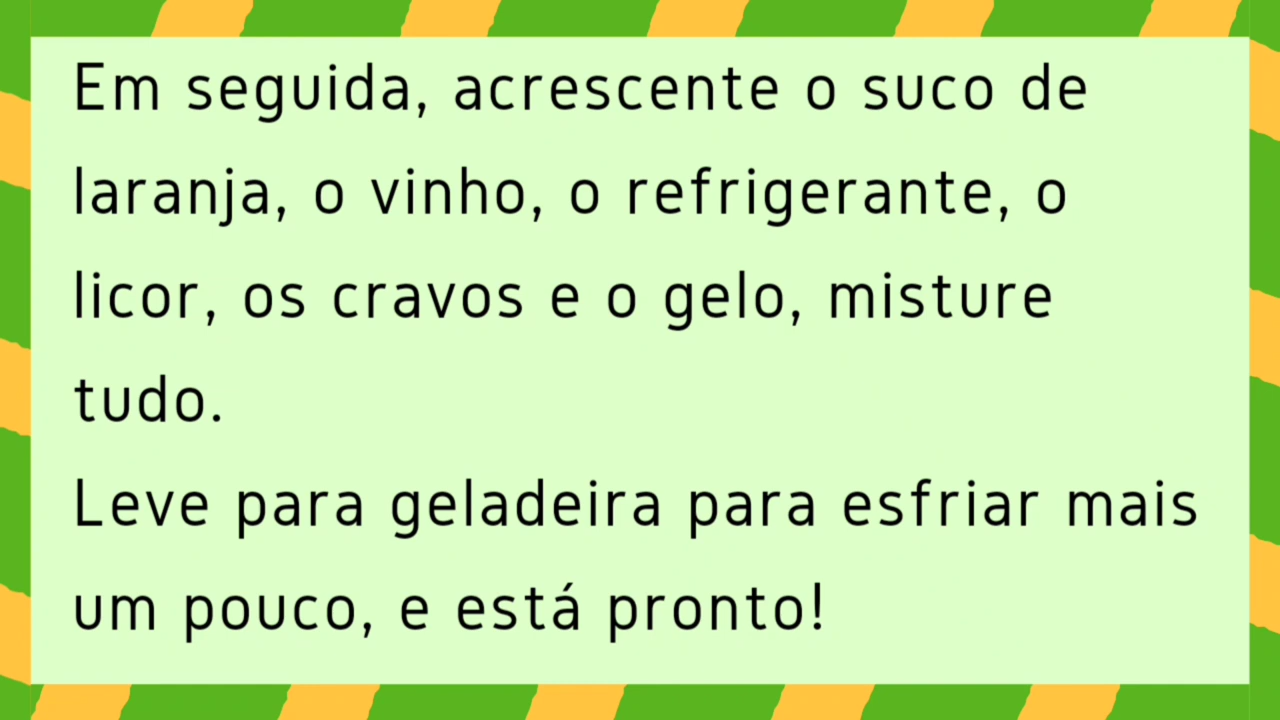 Em seguida, acrescente o suco de
laranja, o vinho, o refrigerante, o
licor, os cravos e o gelo, misture
tudo.
Leve para geladeira para esfriar mais
um pouco, e está pronto!